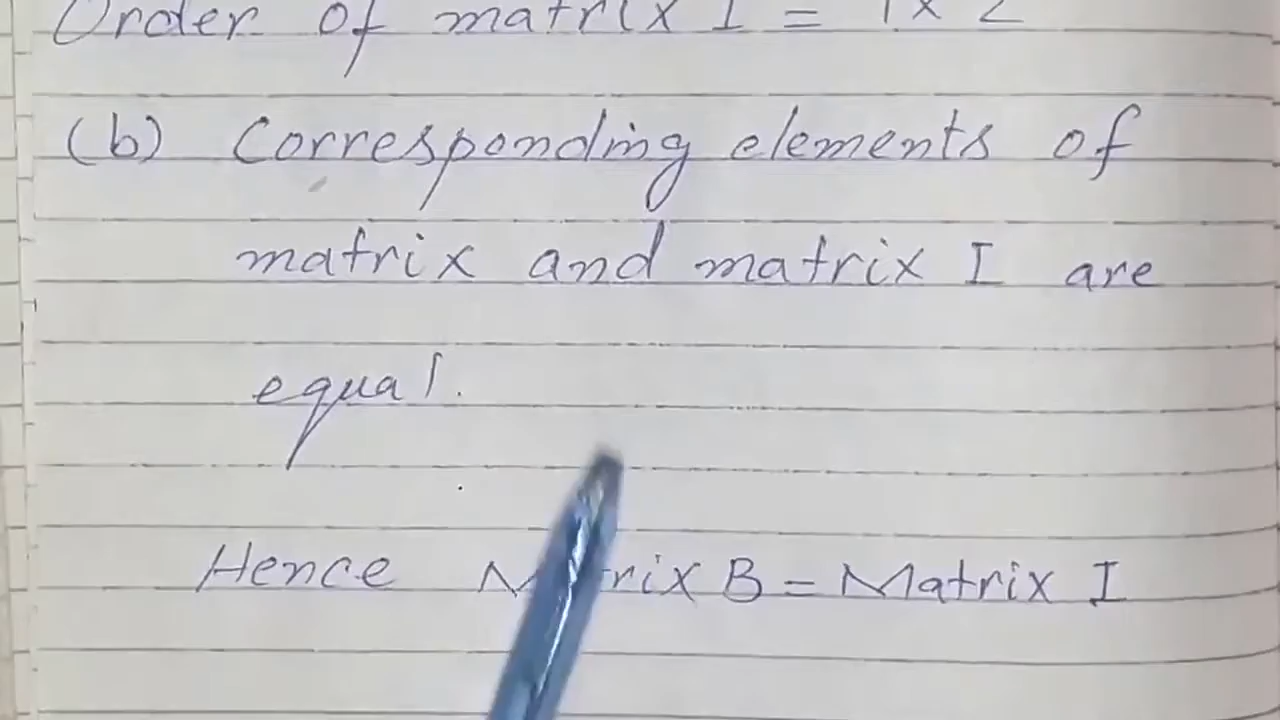 Order of matrix I = 1 x 2
(b) Corresponding elements of
matrix and matrix I are
equal.
Hence Matrix B = Matrix I